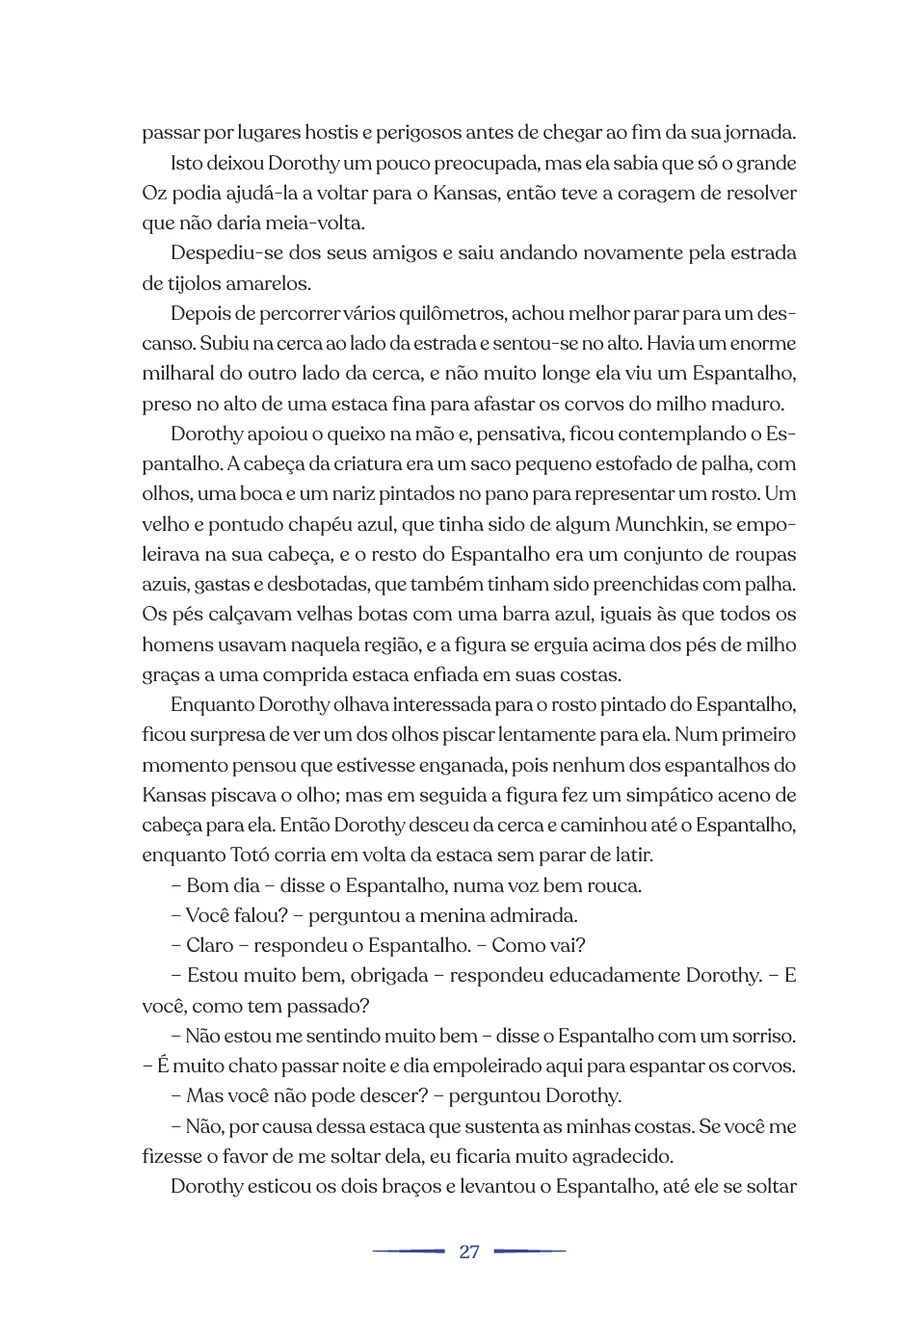 passar por lugares hostis e perigosos antes de chegar ao fim da sua jornada.
Isto deixou Dorothy um pouco preocupada, mas ela sabia que só o grande
Oz podia ajudá-la a voltar para o Kansas, então teve a coragem de resolver
que não daria meia-volta.
Despediu-se dos seus amigos e saiu andando novamente pela estrada
de tijolos amarelos.
Depois de percorrer vários quilômetros, achou melhor parar para um des-
canso. Subiu na cerca ao lado da estrada e sentou-se no alto. Havia um enorme
milharal do outro lado da cerca, e não muito longe ela viu um Espantalho,
preso no alto de uma estaca fina para afastar os corvos do milho maduro.
Dorothy apoiou o queixo na mão e, pensativa, ficou contemplando o Es-
pantalho. A cabeça da criatura era um saco pequeno estofado de palha, com
olhos, uma boca e um nariz pintados no pano para representar um rosto. Um
velho e pontudo chapéu azul, que tinha sido de algum Munchkin, se empo-
leirava na sua cabeça, e o resto do Espantalho era um conjunto de roupas
azuis, gastas e desbotadas, que também tinham sido preenchidas com palha.
Os pés calçavam velhas botas com uma barra azul, iguais às que todos os
homens usavam naquela região, e a figura se erguia acima dos pés de milho
graças a uma comprida estaca enfiada em suas costas.
Enquanto Dorothy olhava interessada para o rosto pintado do Espantalho,
ficou surpresa de ver um dos olhos piscar lentamente para ela. Num primeiro
momento pensou que estivesse enganada, pois nenhum dos espantalhos do
Kansas piscava o olho; mas em seguida a figura fez um simpático aceno de
cabeça para ela. Então Dorothy desceu da cerca e caminhou até o Espantalho,
enquanto Totó corria em volta da estaca sem parar de latir.
– Bom dia – disse o Espantalho, numa voz bem rouca.
– Você falou? – perguntou a menina admirada.
– Claro – respondeu o Espantalho. – Como vai?
– Estou muito bem, obrigada – respondeu educadamente Dorothy. – E
você, como tem passado?
– Não estou me sentindo muito bem – disse o Espantalho com um sorriso.
– É muito chato passar noite e dia empoleirado aqui para espantar os corvos.
– Mas você não pode descer? – perguntou Dorothy.
– Não, por causa dessa estaca que sustenta as minhas costas. Se você me
fizesse o favor de me soltar dela, eu ficaria muito agradecido.
Dorothy esticou os dois braços e levantou o Espantalho, até ele se soltar
27